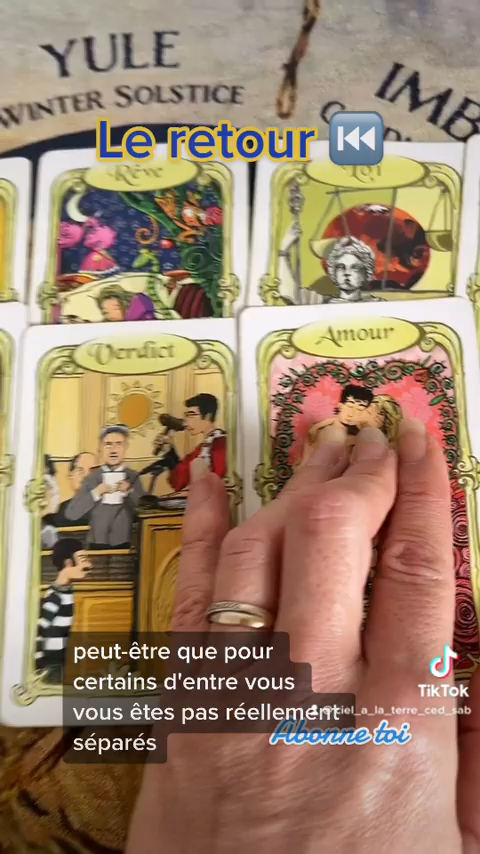 YULE
WINTER SOLSTICE
IMB
Le retour ⏮
Rêve
Loi
Verdict
Amour
peut-être que pour
certains d'entre vous
vous êtes pas réellement
séparés
TikTok
@ciel_a_la_terre_ced_sab
Abonne toi